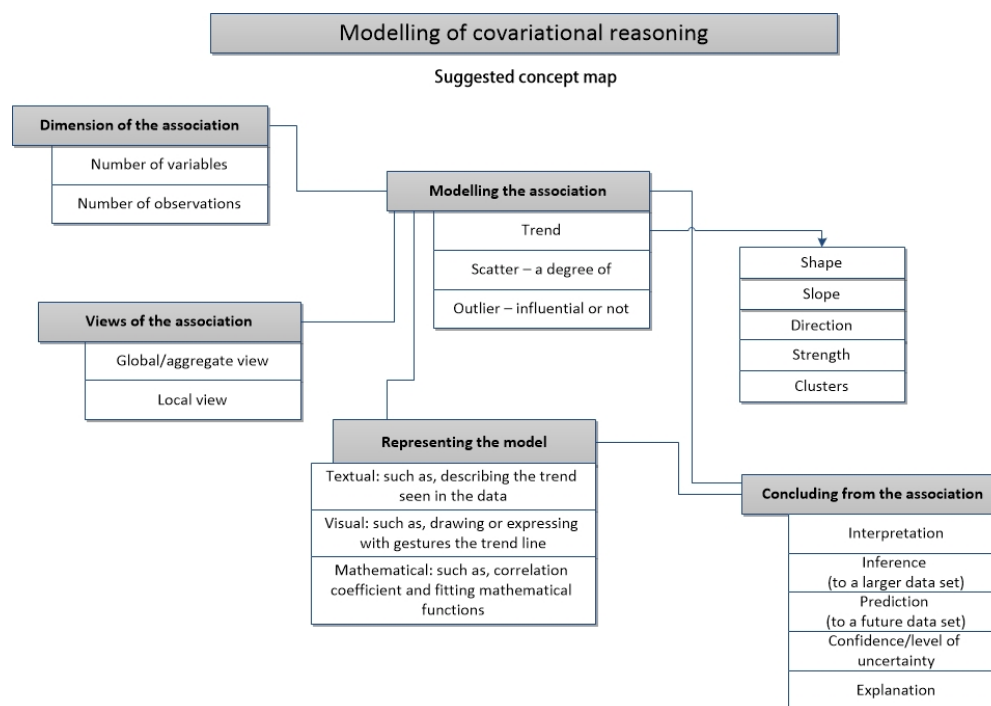 Modelling of covariational reasoning
Suggested concept map
Dimension of the association
Number of variables
Number of observations
Modelling the association
Trend
Scatter – a degree of
Outlier – influential or not
Shape
Slope
Direction
Strength
Clusters
Views of the association
Global/aggregate view
Local view
Representing the model
Textual: such as, describing the trend
seen in the data
Visual: such as, drawing or expressing
with gestures the trend line
Mathematical: such as, correlation
coefficient and fitting mathematical
functions
Concluding from the association
Interpretation
Inference
(to a larger data set)
Prediction
(to a future data set)
Confidence/level of
uncertainty
Explanation